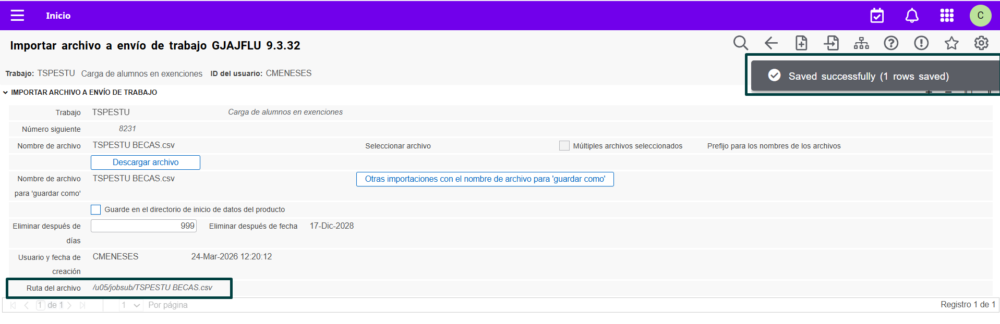 Inicio
C
Importar archivo a envío de trabajo GJAJFLU 9.3.32
Trabajo: TSPESTU Carga de alumnos en exenciones ID del usuario: CMENESES
Saved successfully (1 rows saved)
IMPORTAR ARCHIVO A ENVÍO DE TRABAJO
Trabajo TSPESTU Carga de alumnos en exenciones
Número siguiente 8231
Nombre de archivo TSPESTU BECAS.csv Seleccionar archivo Múltiples archivos seleccionados Prefijo para los nombres de los archivos
Descargar archivo
Nombre de archivo para 'guardar como' TSPESTU BECAS.csv Otras importaciones con el nombre de archivo para 'guardar como'
Guarde en el directorio de inicio de datos del producto
Eliminar después de días 999 Eliminar después de fecha 17-Dic-2028
Usuario y fecha de creación CMENESES 24-Mar-2026 12:20:12
Ruta del archivo /u05/jobsub/TSPESTU BECAS.csv
1 de 1 1 Por página Registro 1 de 1